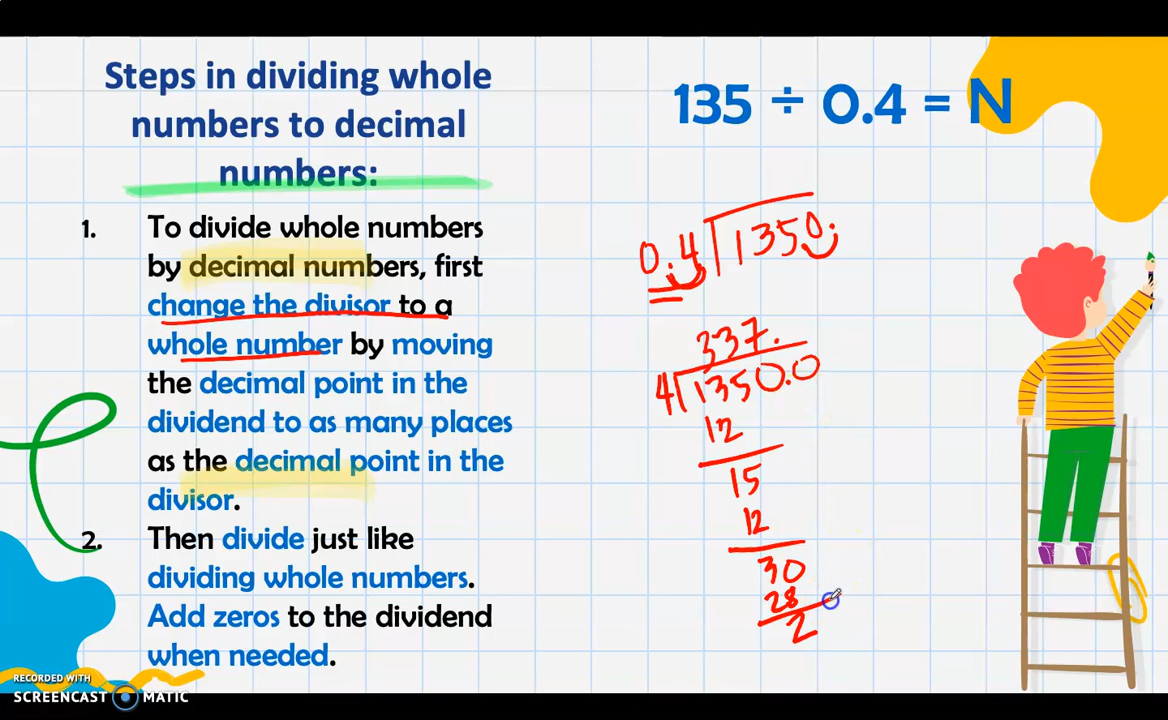 Steps in dividing whole
numbers to decimal
numbers:
1. To divide whole numbers
by decimal numbers, first
change the divisor to a
whole number by moving
the decimal point in the
dividend to as many places
as the decimal point in the
divisor.
2. Then divide just like
dividing whole numbers.
Add zeros to the dividend
when needed.
135 ÷ 0.4 = N
0.4 1350.
337.
4 1350.0
12
15
12
30
28
2
RECORDED WITH
SCREENCAST MATIC